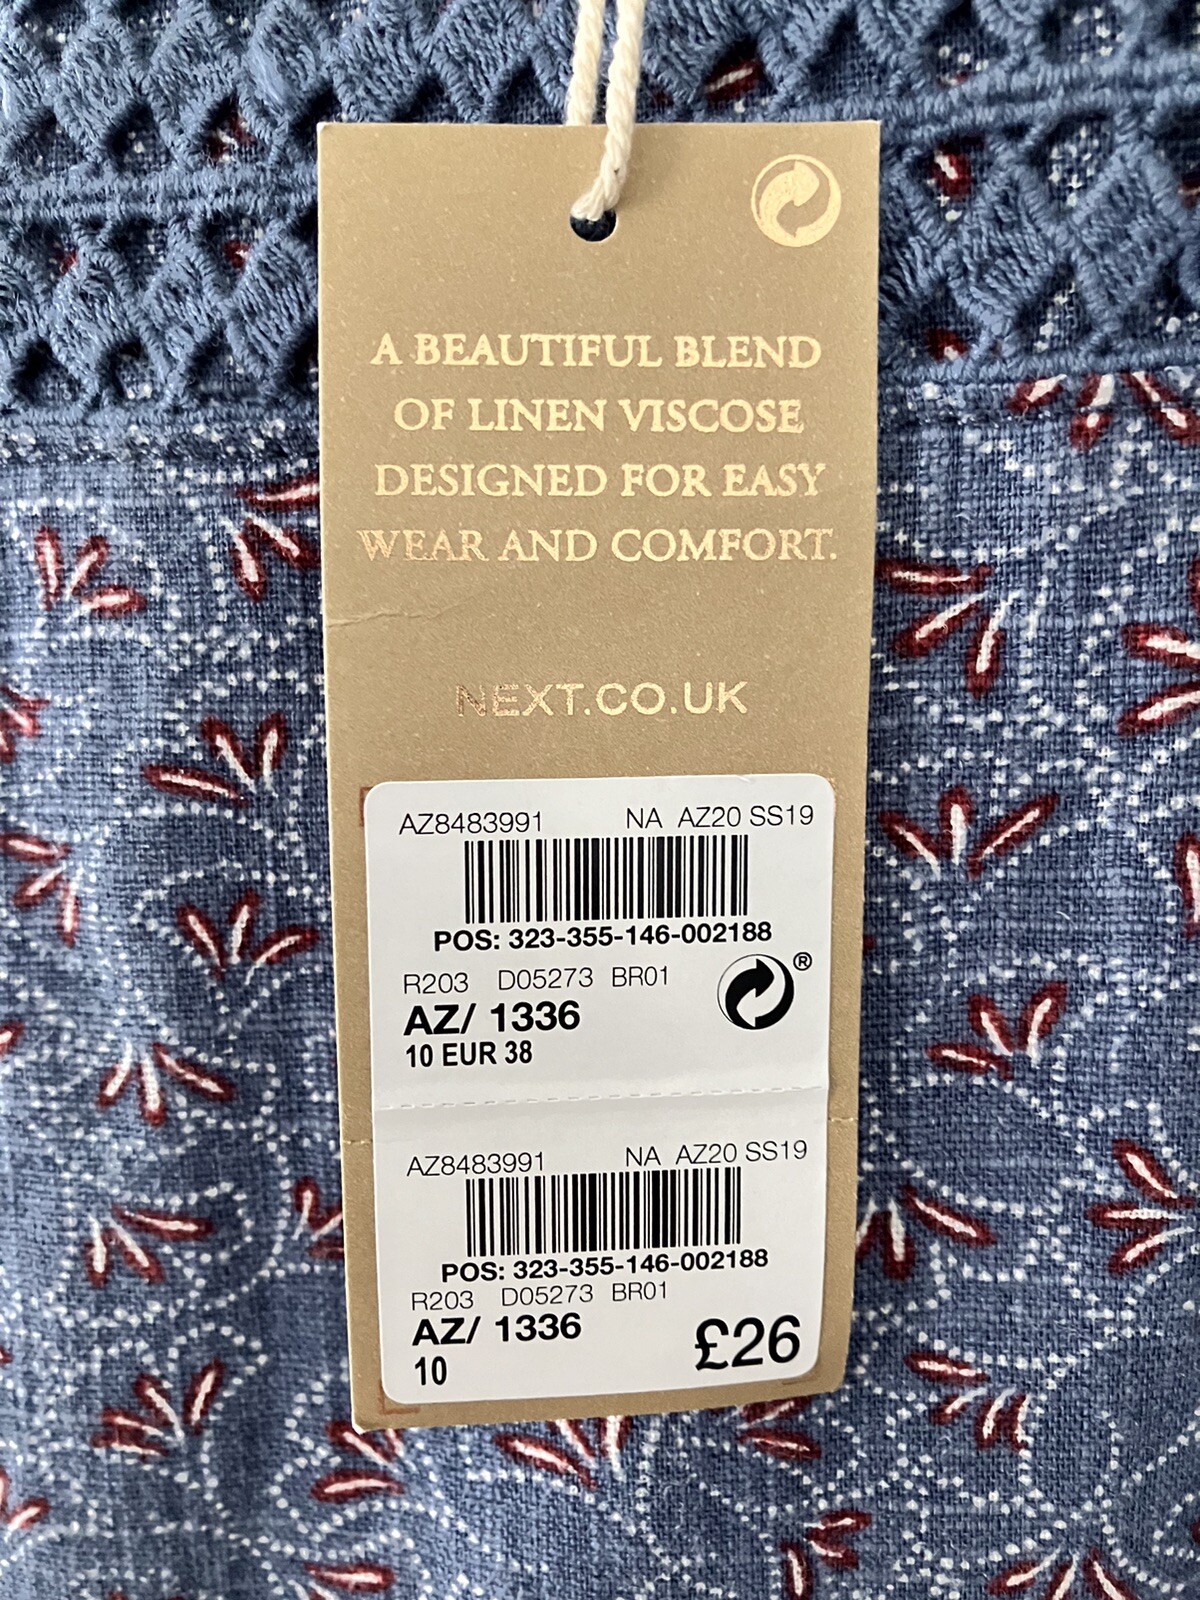 A BEAUTIFUL BLEND
OF LINEN VISCOSE
DESIGNED FOR EASY
WEAR AND COMFORT.
NEXT.CO.UK
AZ8483991 NA AZ20 SS19
POS: 323-355-146-002188
R203 D05273 BR01
®
AZ/ 1336
10 EUR 38
AZ8483991 NA AZ20 SS19
POS: 323-355-146-002188
R203 D05273 BR01
AZ/ 1336
10 £26